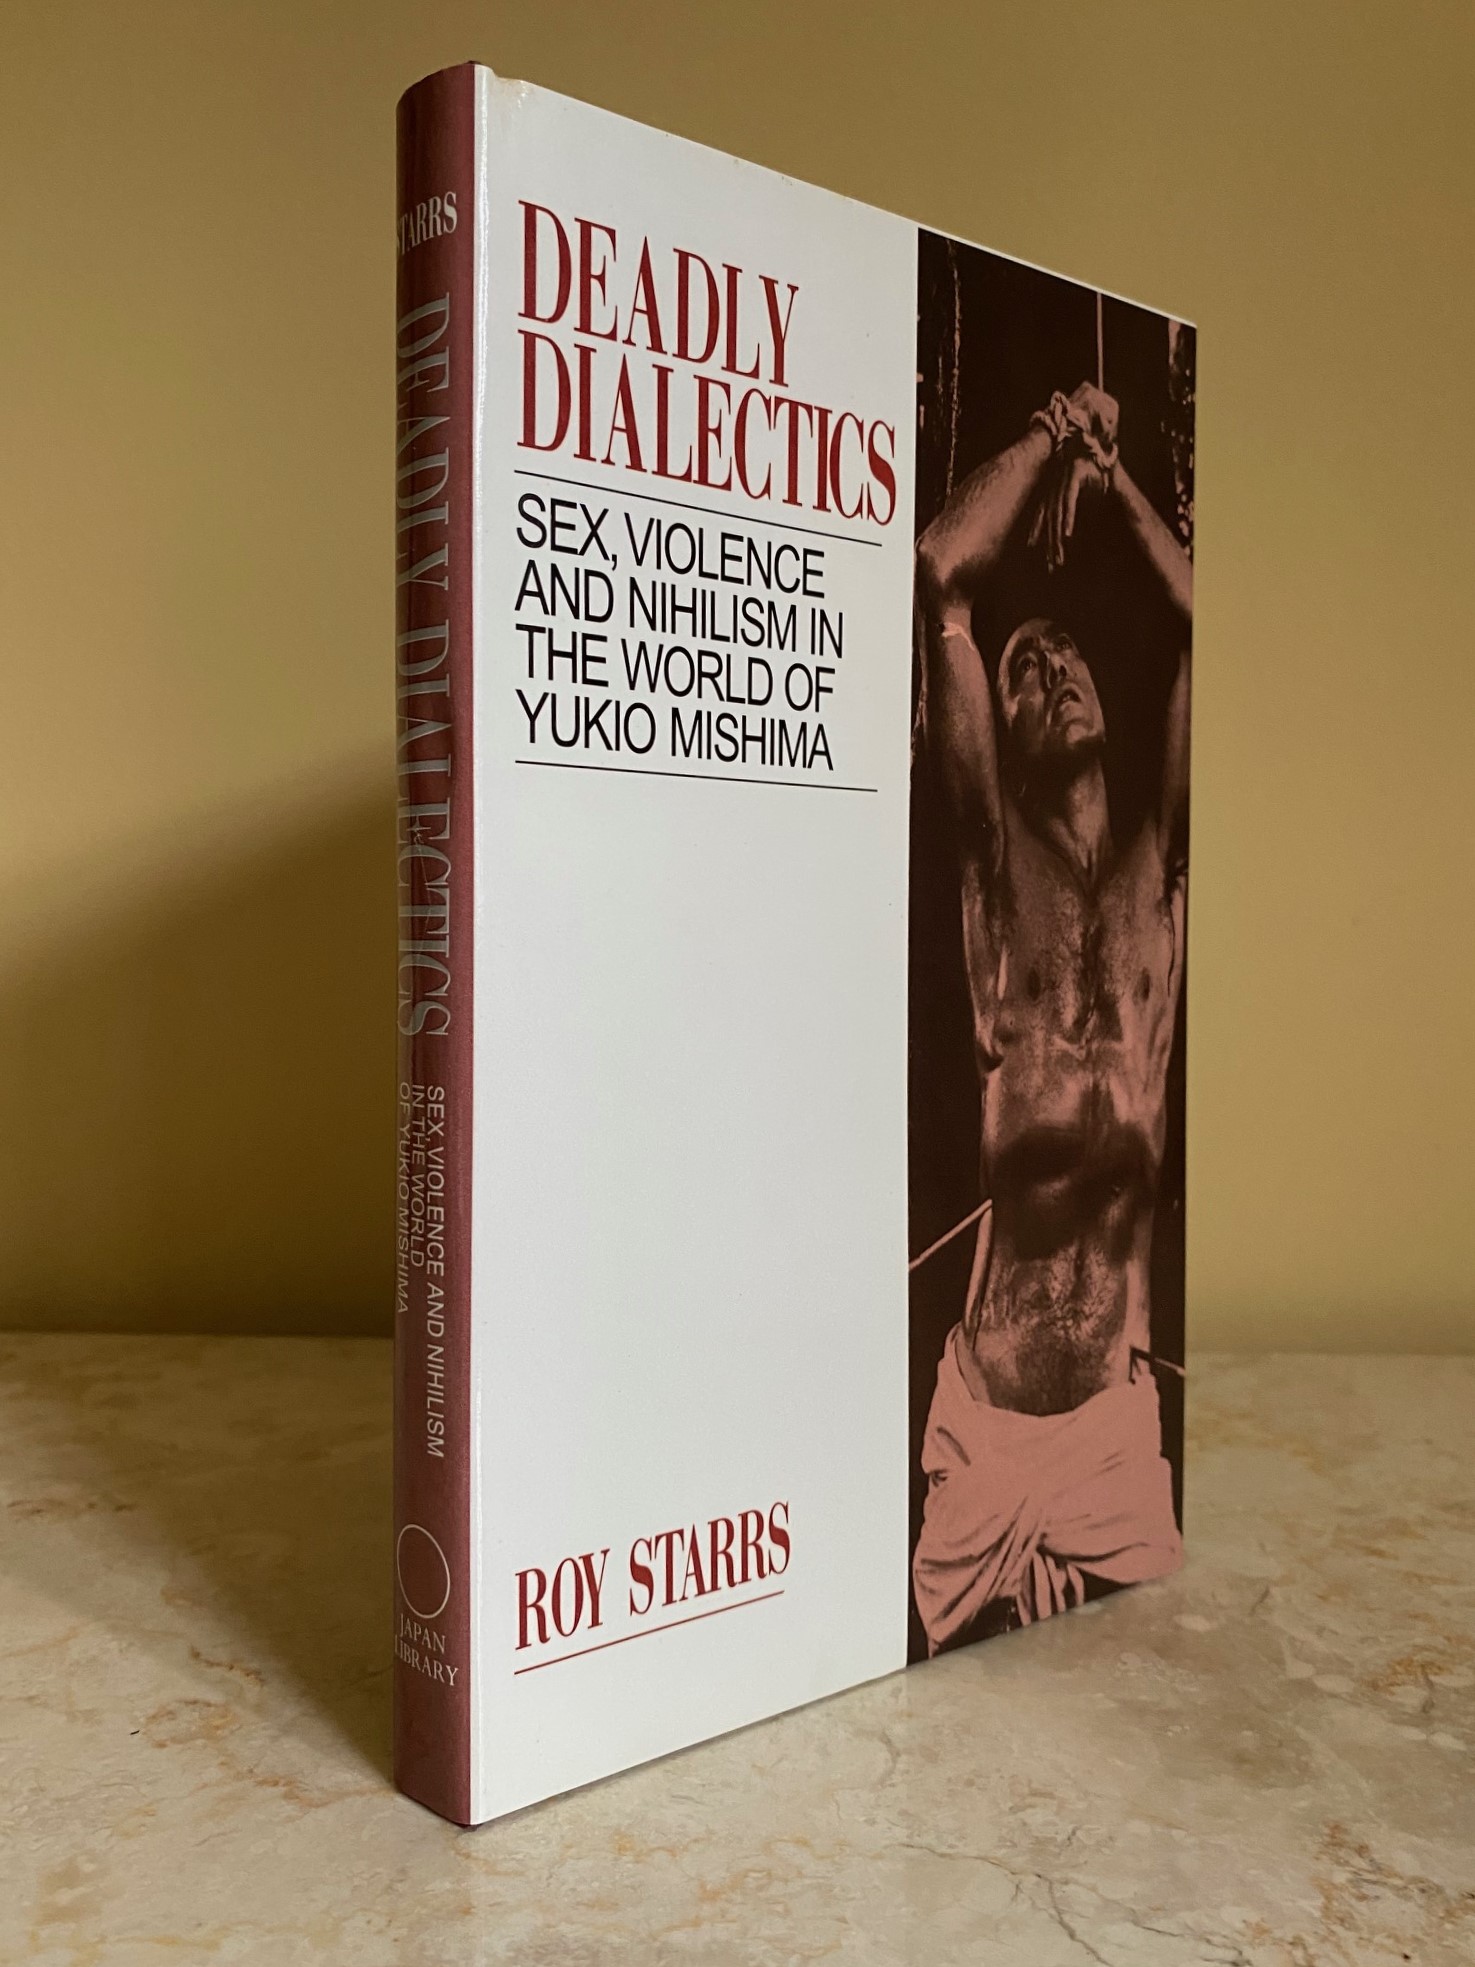 STARRS
DEADLY DIALECTICS
SEX, VIOLENCE AND NIHILISM
IN THE WORLD
OF YUKIO MISHIMA
JAPAN
LIBRARY
DEADLY
DIALECTICS
SEX, VIOLENCE
AND NIHILISM IN
THE WORLD OF
YUKIO MISHIMA
ROY STARRS